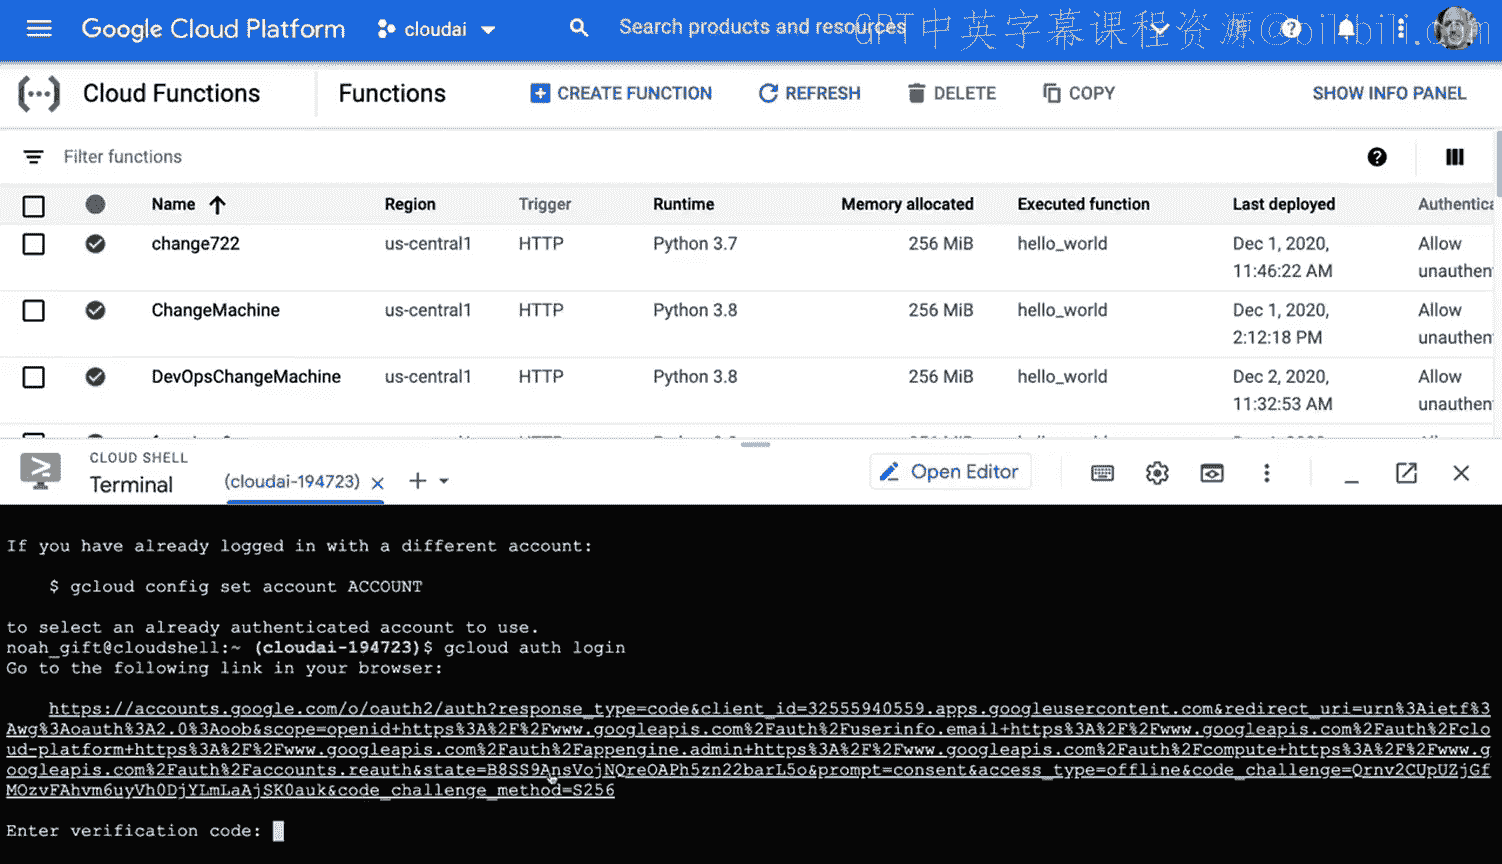 Google Cloud Platform cloudai Search products and resources
GPT中英字幕课程资源@bilibili.com
Cloud Functions Functions CREATE FUNCTION REFRESH DELETE COPY SHOW INFO PANEL
Filter functions
Name Region Trigger Runtime Memory allocated Executed function Last deployed Authentica
change722 us-central1 HTTP Python 3.7 256 MiB hello_world Dec 1, 2020, Allow
11:46:22 AM unauthen
ChangeMachine us-central1 HTTP Python 3.8 256 MiB hello_world Dec 1, 2020, Allow
2:12:18 PM unauthen
DevOpsChangeMachine us-central1 HTTP Python 3.8 256 MiB hello_world Dec 2, 2020, Allow
11:32:53 AM unauthen
CLOUD SHELL
Terminal (cloudai-194723) Open Editor
If you have already logged in with a different account:
$ gcloud config set account ACCOUNT
to select an already authenticated account to use.
noah_gift@cloudshell:~ (cloudai-194723)$ gcloud auth login
Go to the following link in your browser:
https://accounts.google.com/o/oauth2/auth?response_type=code&client_id=32555940559.apps.googleusercontent.com&redirect_uri=urn%3Aietf%3
Awg%3Aoauth%3A2.0%3Aoob&scope=openid+https%3A%2F%2Fwww.googleapis.com%2Fauth%2Fuserinfo.email+https%3A%2F%2Fwww.googleapis.com%2Fauth%2Fclo
ud-platform+https%3A%2F%2Fwww.googleapis.com%2Fauth%2Fappengine.admin+https%3A%2F%2Fwww.googleapis.com%2Fauth%2Fcompute+https%3A%2F%2Fwww.g
oogleapis.com%2Fauth%2Faccounts.reauth&state=B8SS9AnsVojNQreOAPh5zn22barL5o&prompt=consent&access_type=offline&code_challenge=Qrnv2CUpUZjGf
MOzvFAhvm6uyVh0DjYLmLaAjSK0auk&code_challenge_method=S256
Enter verification code: